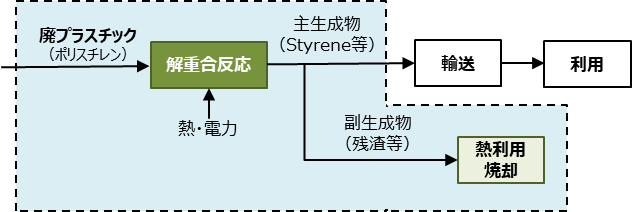 廃プラスチック
（ポリスチレン）
解重合反応
熱・電力
主生成物
（Styrene等）
輸送
利用
副生成物
（残渣等）
熱利用
焼却